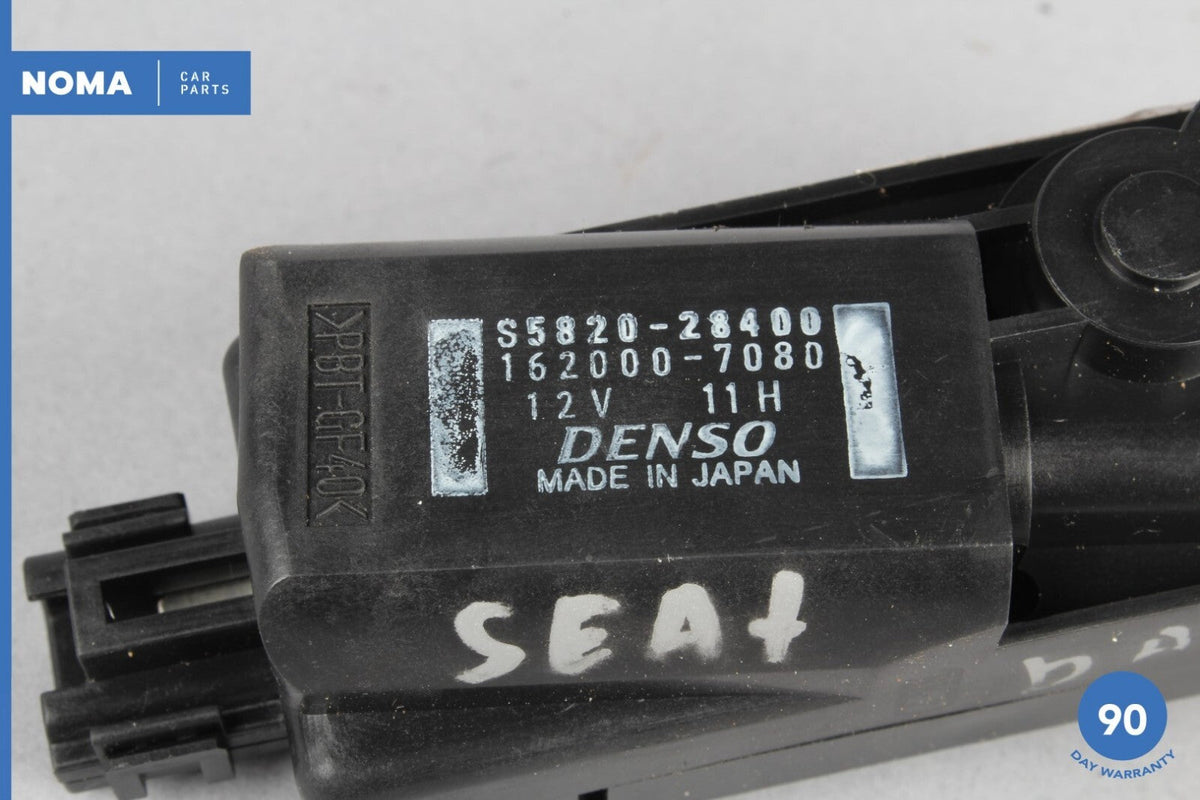 NOMA
CAR
PARTS
S5820-28400
162000-7080
12V 11H
DENSO
MADE IN JAPAN
>PBT-GF40<
SEAt
90
DAY WARRANTY